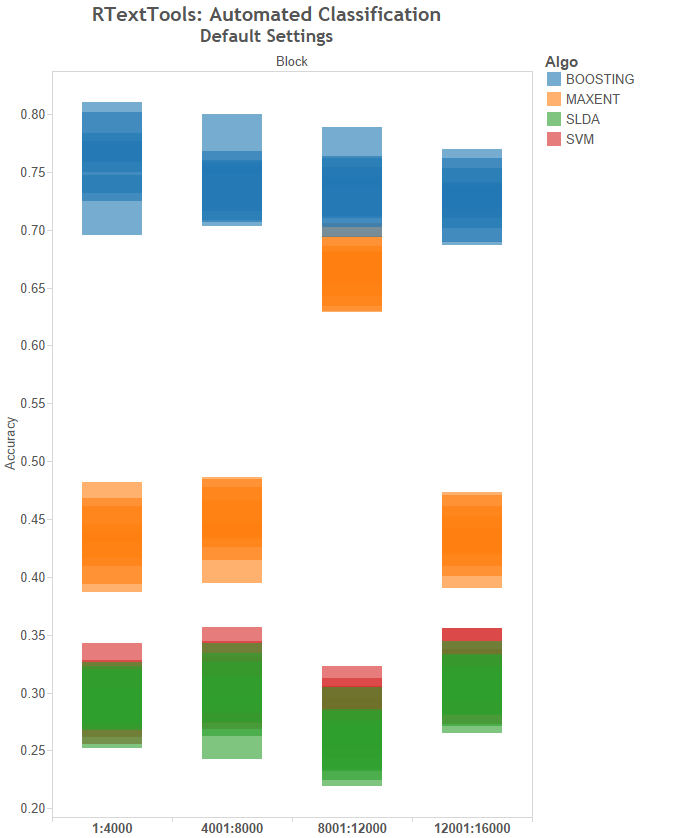 RTextTools: Automated Classification
Default Settings
Block
Algo
BOOSTING
MAXENT
SLDA
SVM
Accuracy
0.80
0.75
0.70
0.65
0.60
0.55
0.50
0.45
0.40
0.35
0.30
0.25
0.20
1:4000 4001:8000 8001:12000 12001:16000